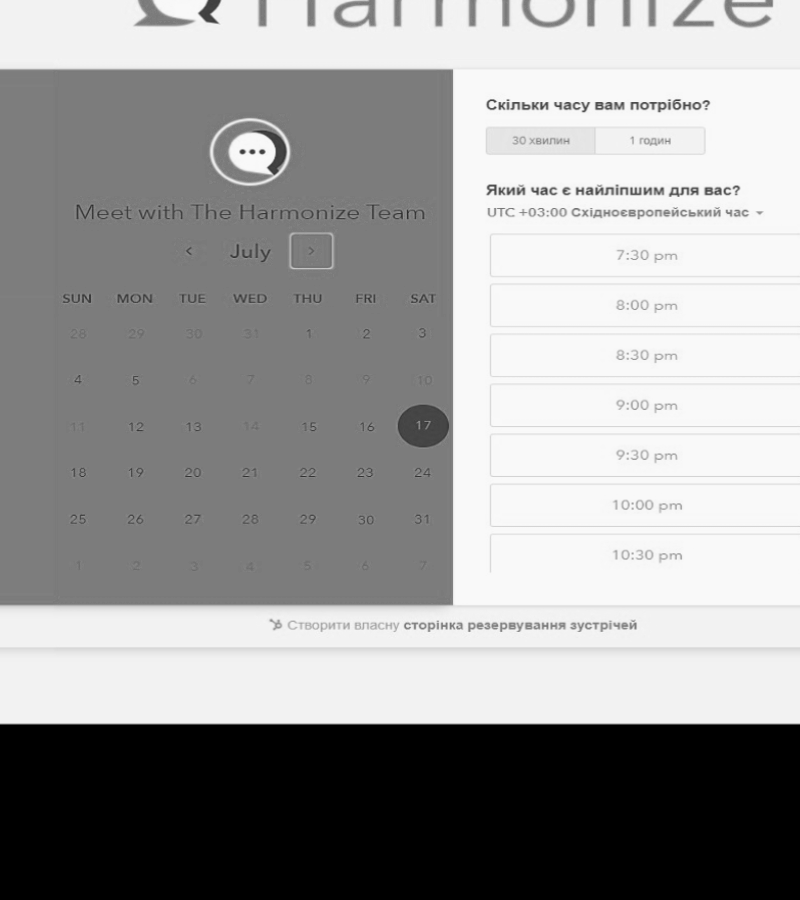 Harmonize
Meet with The Harmonize Team
< July >
SUN MON TUE WED THU FRI SAT
28 29 30 31 1 2 3
4 5 6 7 8 9 10
11 12 13 14 15 16 17
18 19 20 21 22 23 24
25 26 27 28 29 30 31
1 2 3 4 5 6 7
Скільки часу вам потрібно?
30 хвилин 1 годин
Який час є найліпшим для вас?
UTC +03:00 Східноєвропейський час
7:30 pm
8:00 pm
8:30 pm
9:00 pm
9:30 pm
10:00 pm
10:30 pm
Створити власну сторінка резервування зустрічей